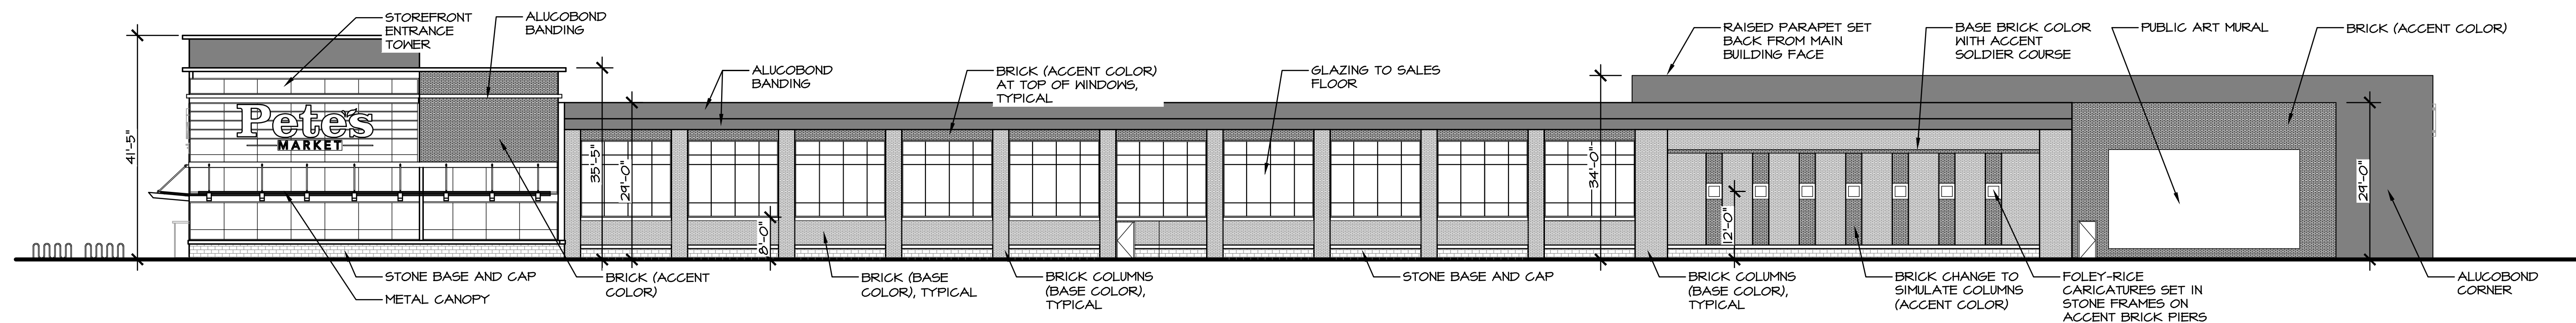 STOREFRONT
ENTRANCE
TOWER
ALUCOBOND
BANDING
ALUCOBOND
BANDING
BRICK (ACCENT COLOR)
AT TOP OF WINDOWS,
TYPICAL
GLAZING TO SALES
FLOOR
RAISED PARAPET SET
BACK FROM MAIN
BUILDING FACE
BASE BRICK COLOR
WITH ACCENT
SOLDIER COURSE
PUBLIC ART MURAL
BRICK (ACCENT COLOR)
41'-5"
Pete's
MARKET
35'-5"
29'-0"
8'-0"
34'-0"
12'-0"
29'-0"
STONE BASE AND CAP
METAL CANOPY
BRICK (ACCENT
COLOR)
BRICK (BASE
COLOR), TYPICAL
BRICK COLUMNS
(BASE COLOR),
TYPICAL
STONE BASE AND CAP
BRICK COLUMNS
(BASE COLOR),
TYPICAL
BRICK CHANGE TO
SIMULATE COLUMNS
(ACCENT COLOR)
FOLEY-RICE
CARICATURES SET IN
STONE FRAMES ON
ACCENT BRICK PIERS
ALUCOBOND
CORNER